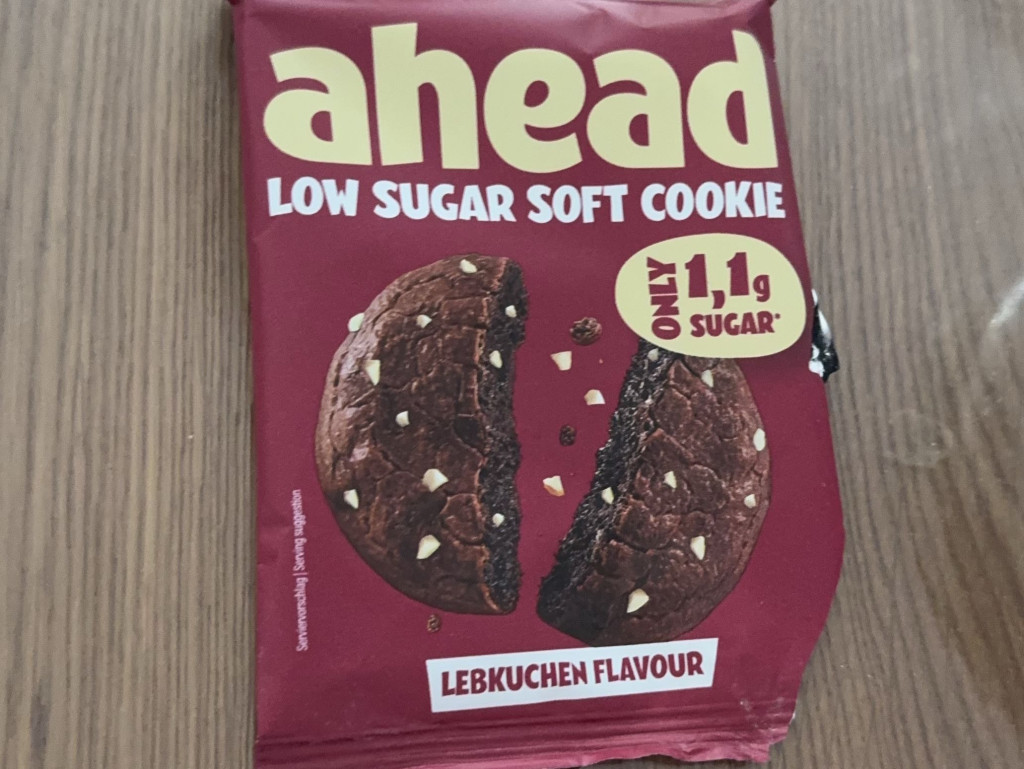 ahead
LOW SUGAR SOFT COOKIE
ONLY
1,1g
SUGAR*
Serviervorschlag | Serving suggestion
LEBKUCHEN FLAVOUR